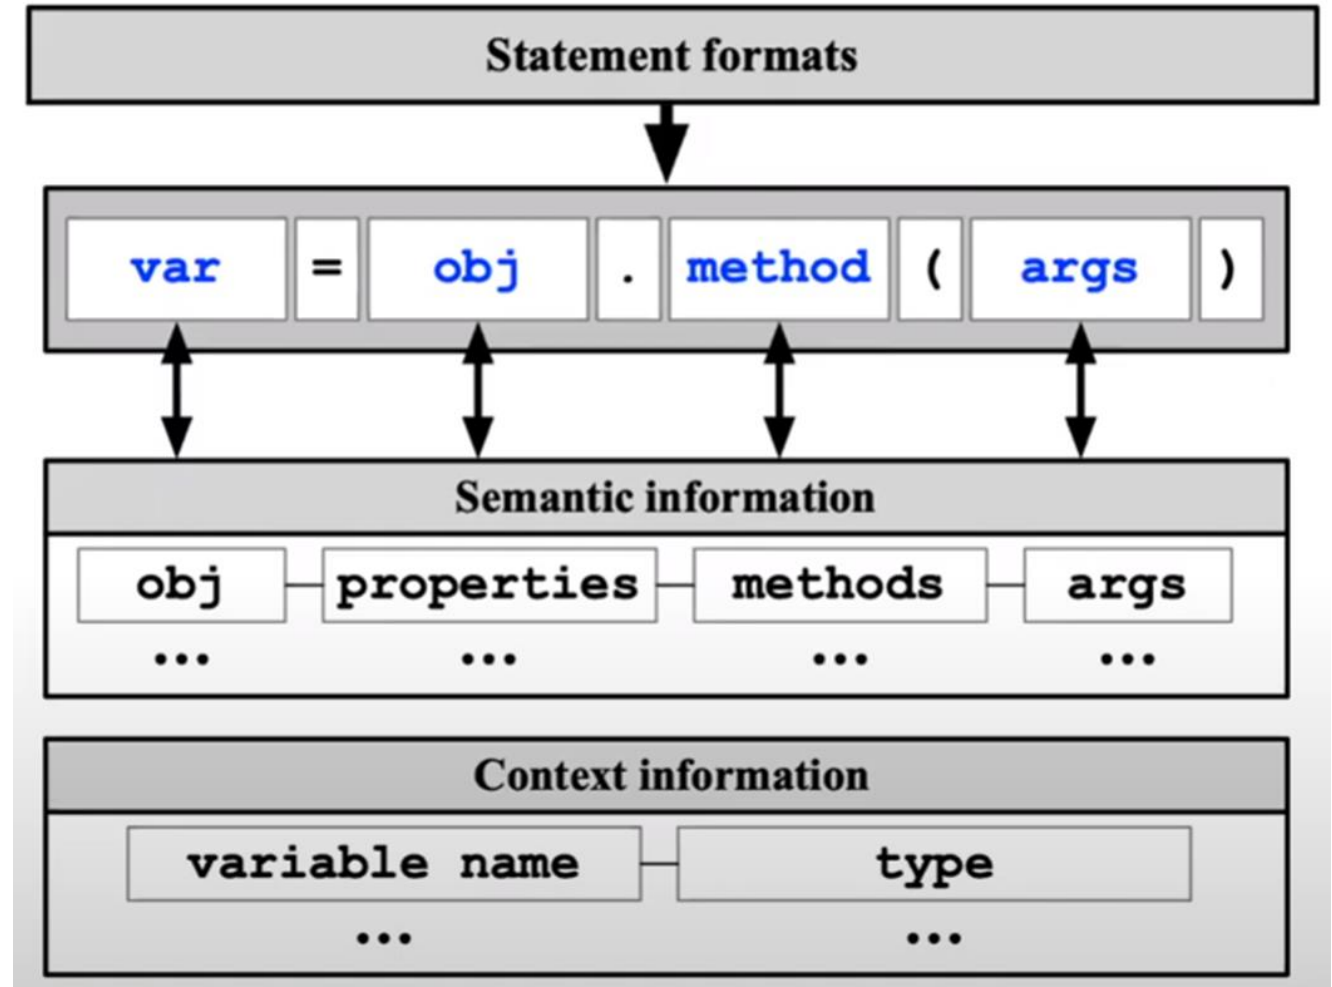 Statement formats
var = obj . method ( args )
Semantic information
obj properties methods args
... ... ... ...
Context information
variable name type
... ...